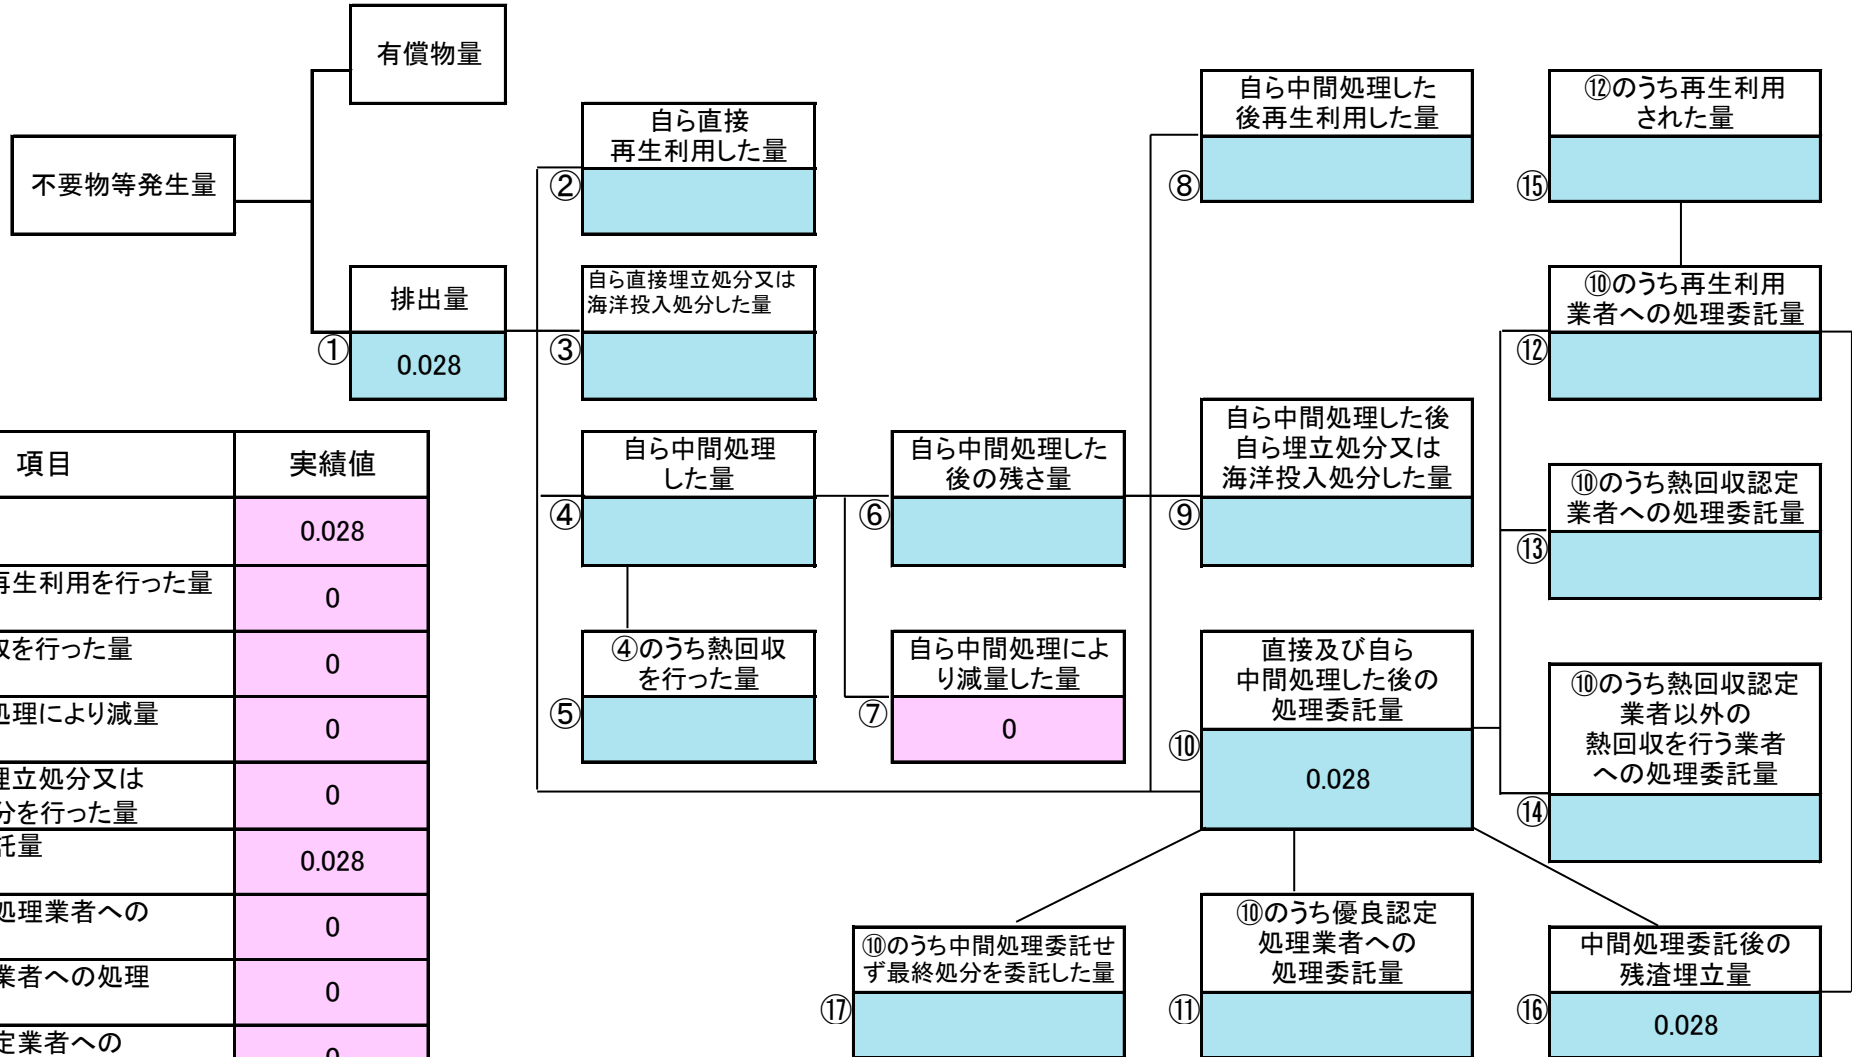 有償物量
不要物等発生量
排出量
①
0.028
自ら直接
再生利用した量
②
自ら直接埋立処分又は
海洋投入処分した量
③
自ら中間処理
した量
④
④のうち熱回収
を行った量
⑤
自ら中間処理した
後の残さ量
⑥
自ら中間処理によ
り減量した量
⑦
0
自ら中間処理した
後再生利用した量
⑧
自ら中間処理した後
自ら埋立処分又は
海洋投入処分した量
⑨
直接及び自ら
中間処理した後の
処理委託量
⑩
0.028
⑫のうち再生利用
された量
⑮
⑩のうち再生利用
業者への処理委託量
⑫
⑩のうち熱回収認定
業者への処理委託量
⑬
⑩のうち熱回収認定
業者以外の
熱回収を行う業者
への処理委託量
⑭
⑩のうち中間処理委託せ
ず最終処分を委託した量
⑰
⑩のうち優良認定
処理業者への
処理委託量
⑪
中間処理委託後の
残渣埋立量
⑯
0.028
項目 実績値
0.028
再生利用を行った量 0
収を行った量 0
処理により減量 0
埋立処分又は
分を行った量 0
託量 0.028
処理業者への 0
業者への処理 0
定業者への 0